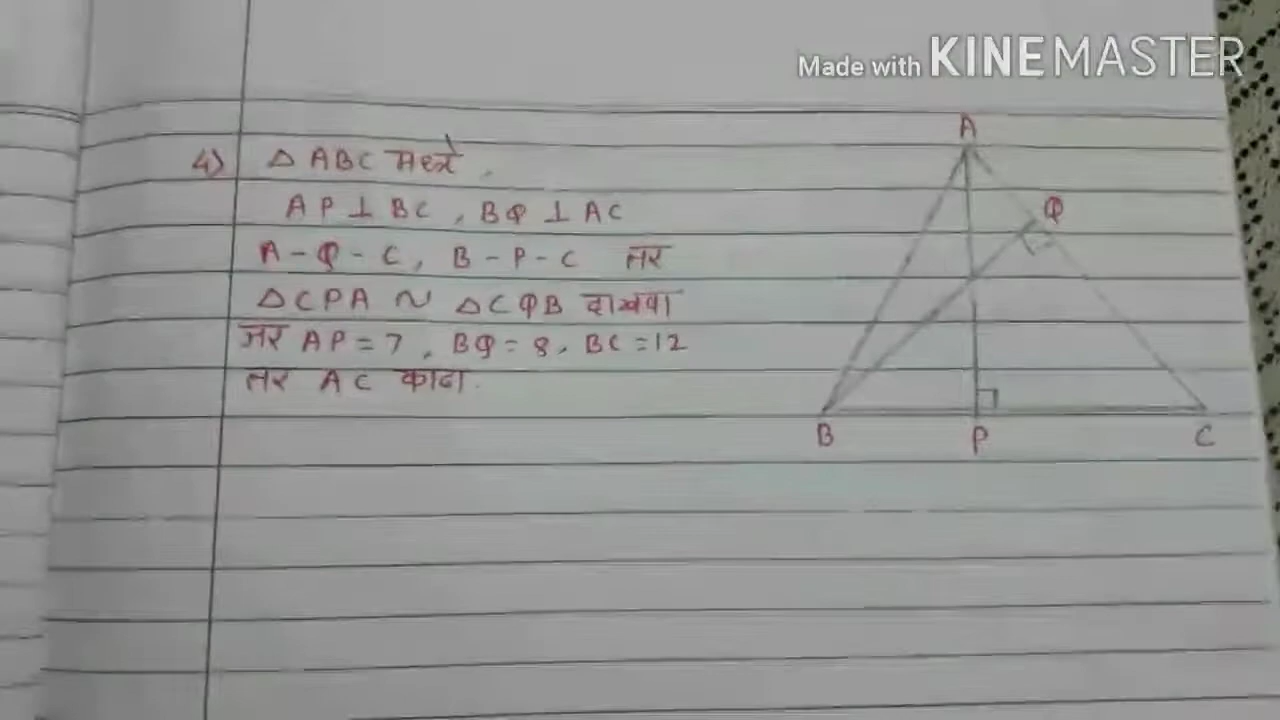 Made with KINEMASTER
4) △ ABC मध्ये,
AP ⊥ BC, BQ ⊥ AC
A - Q - C, B - P - C तर
△CPA ~ △CQB दाखवा
जर AP = 7, BQ = 8, BC = 12
तर AC काढा.
A
Q
B P C